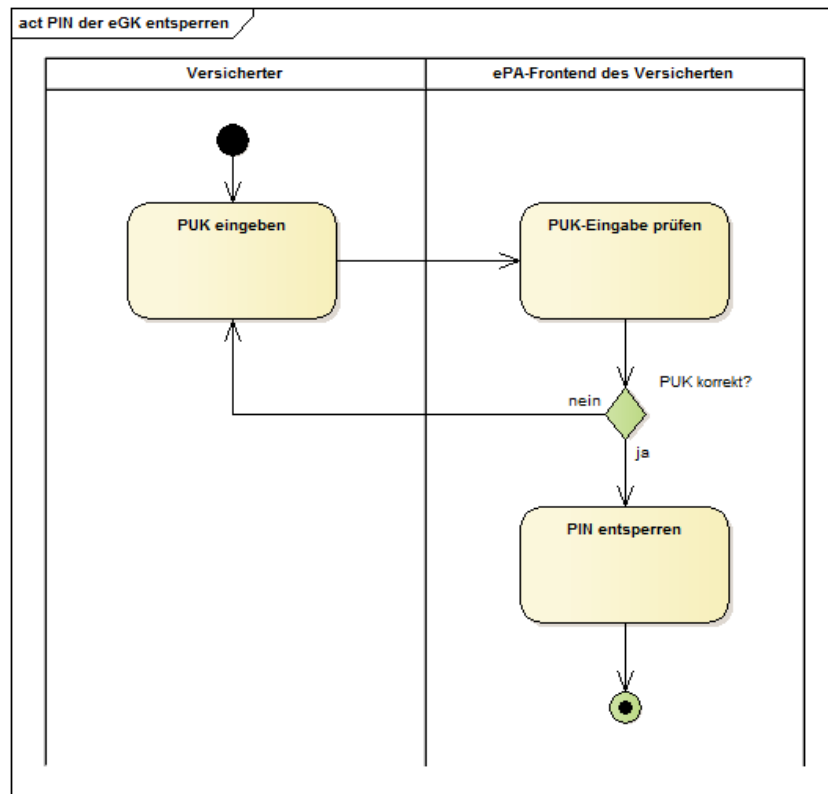 act PIN der eGK entsperren
Versicherter
ePA-Frontend des Versicherten
PUK eingeben
PUK-Eingabe prüfen
PUK korrekt?
nein
ja
PIN entsperren